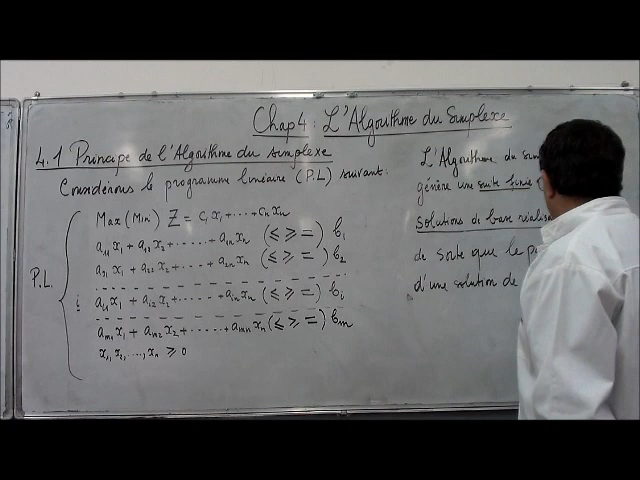 Chap4 : L'Algorithme du Simplexe
4.1 Principe de l'Algorithme du simplexe
Considérons le programme linéaire (P.L) suivant:
P.L.
Max (Min) Z = c₁x₁ + ... + cₙxₙ
a₁₁x₁ + a₁₂x₂ + ...... + a₁ₙxₙ (≤ ≥ =) b₁
a₂₁x₁ + a₂₂x₂ + ..... + a₂ₙxₙ (≤ ≥ =) b₂
i aᵢ₁x₁ + aᵢ₂x₂ + ...... + aᵢₙxₙ (≤ ≥ =) bᵢ
aₘ₁x₁ + aₘ₂x₂ + ...... + aₘₙxₙ (≤ ≥ =) bₘ
x₁, x₂, ..., xₙ ≥ 0
L'Algorithme du Sim
génère une suite finie
solutions de base réalisa
de sorte que le p
d'une solution de